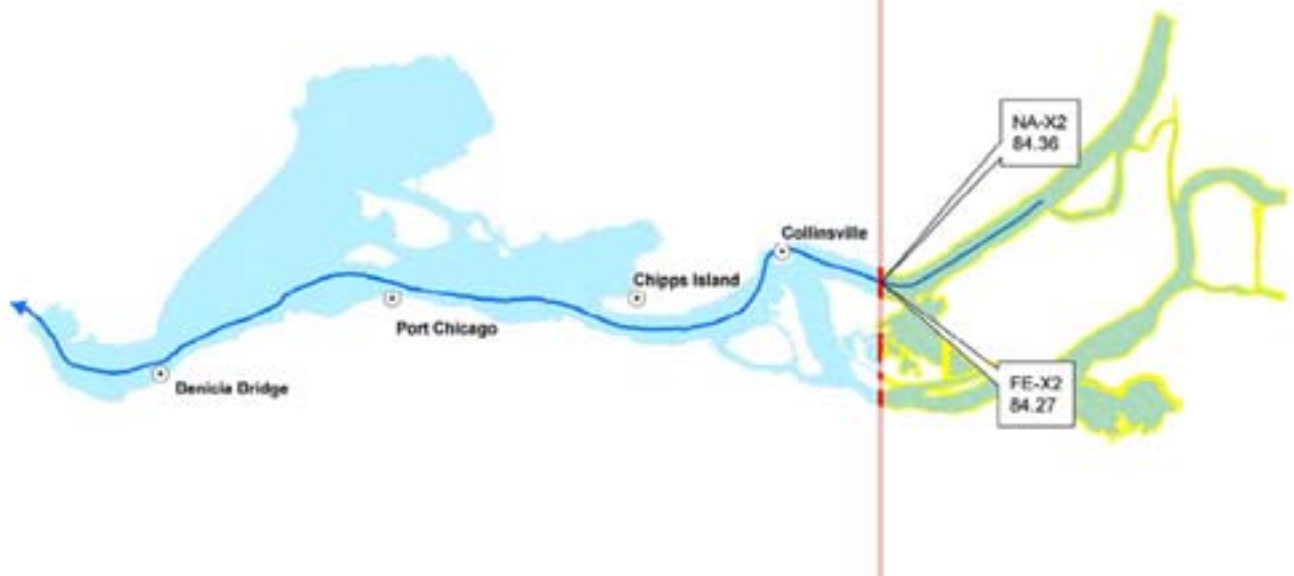 NA-X2
84.36
Collinsville
Chipps Island
Port Chicago
Benicia Bridge
FE-X2
84.27